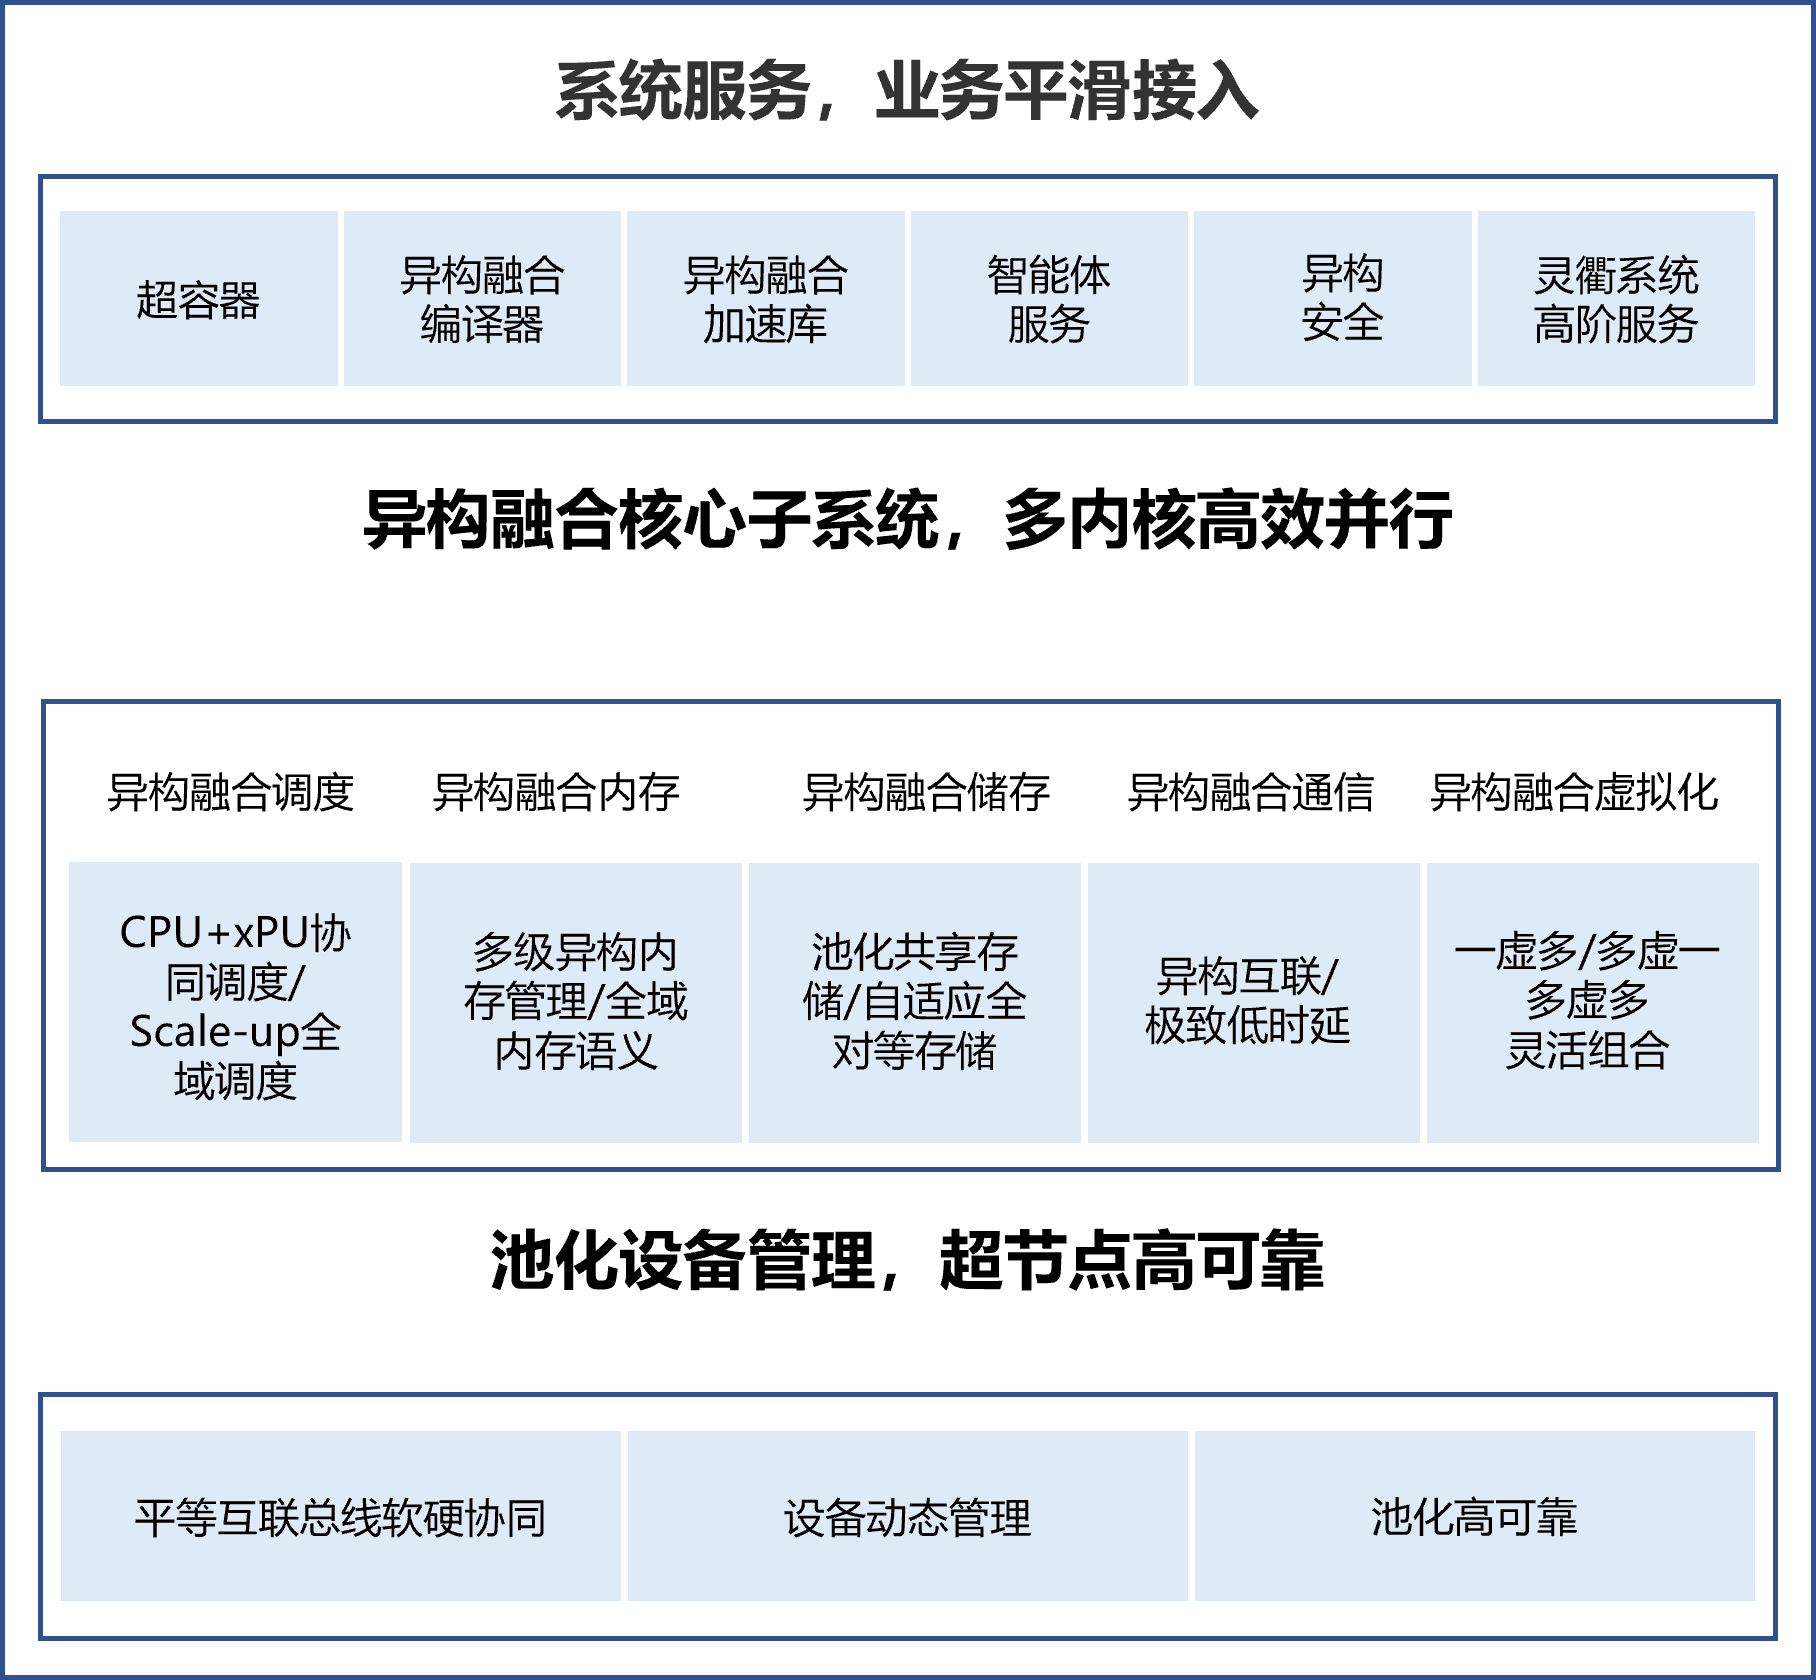 系统服务，业务平滑接入
超容器
异构融合
编译器
异构融合
加速库
智能体
服务
异构
安全
灵衢系统
高阶服务
异构融合核心子系统，多内核高效并行
异构融合调度
异构融合内存
异构融合储存
异构融合通信
异构融合虚拟化
CPU+xPU协
同调度/
Scale-up全
域调度
多级异构内
存管理/全域
内存语义
池化共享存
储/自适应全
对等存储
异构互联/
极致低时延
一虚多/多虚一
多虚多
灵活组合
池化设备管理，超节点高可靠
平等互联总线软硬协同
设备动态管理
池化高可靠